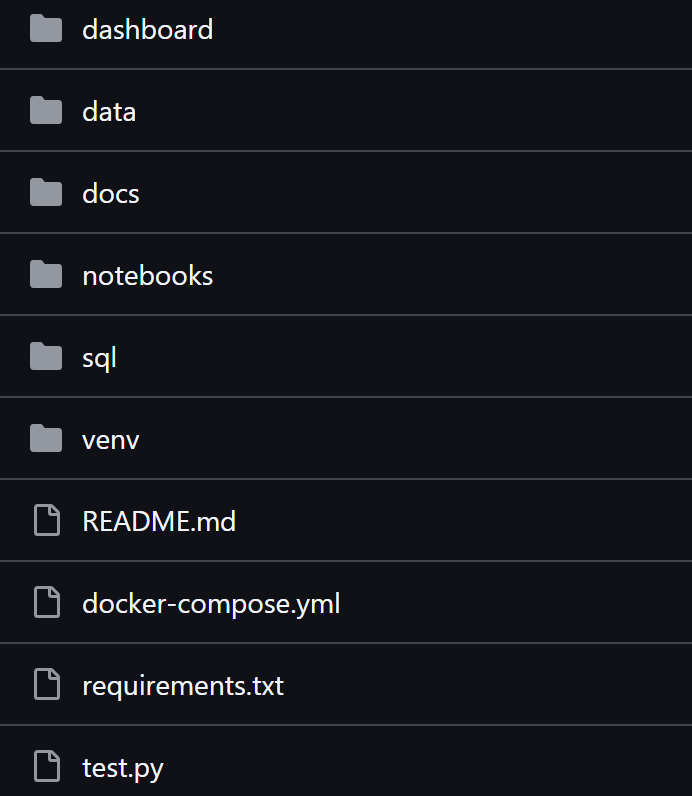 dashboard
data
docs
notebooks
sql
venv
README.md
docker-compose.yml
requirements.txt
test.py